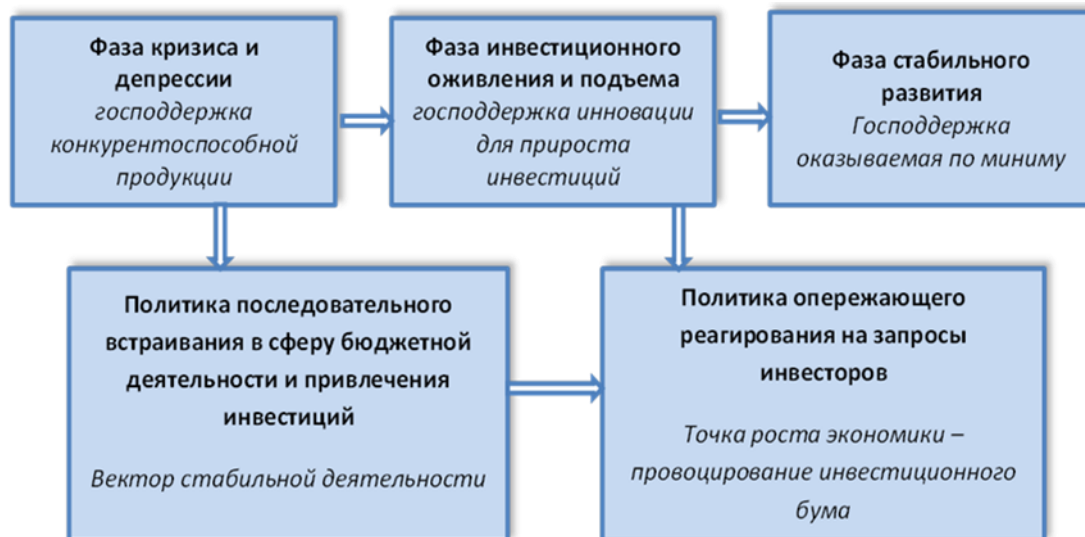 Фаза кризиса и
депрессии
господдержка
конкурентоспособной
продукции
Фаза инвестиционного
оживления и подъема
господдержка инновации
для прироста
инвестиций
Фаза стабильного
развития
Господдержка
оказываемая по миниму
Политика последовательного
встраивания в сферу бюджетной
деятельности и привлечения
инвестиций
Вектор стабильной деятельности
Политика опережающего
реагирования на запросы
инвесторов
Точка роста экономики –
провоцирование инвестиционного
бума